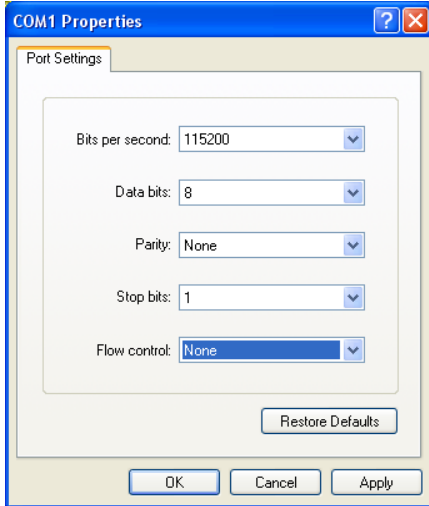 COM1 Properties
Port Settings
Bits per second: 115200
Data bits: 8
Parity: None
Stop bits: 1
Flow control: None
Restore Defaults
OK Cancel Apply